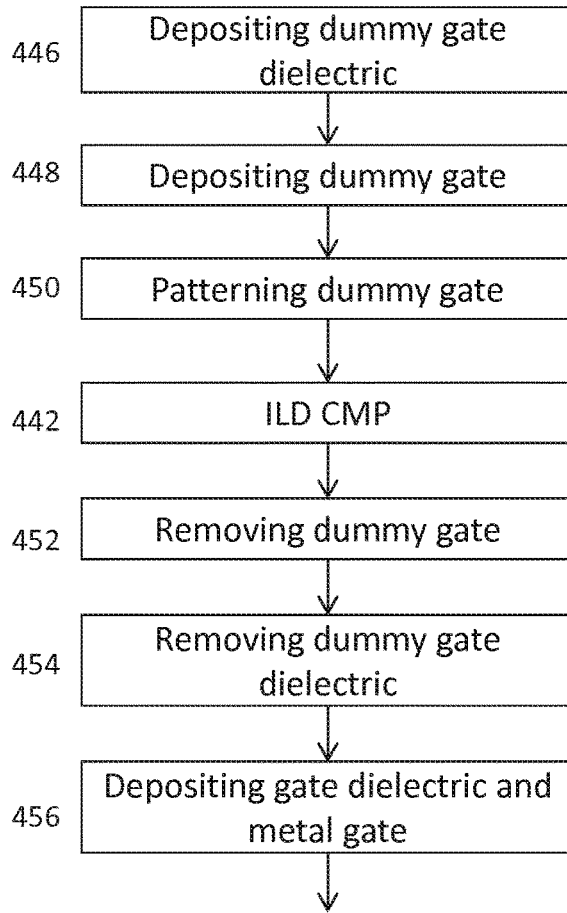 446
Depositing dummy gate
dielectric
448
Depositing dummy gate
450
Patterning dummy gate
442
ILD CMP
452
Removing dummy gate
454
Removing dummy gate
dielectric
456
Depositing gate dielectric and
metal gate